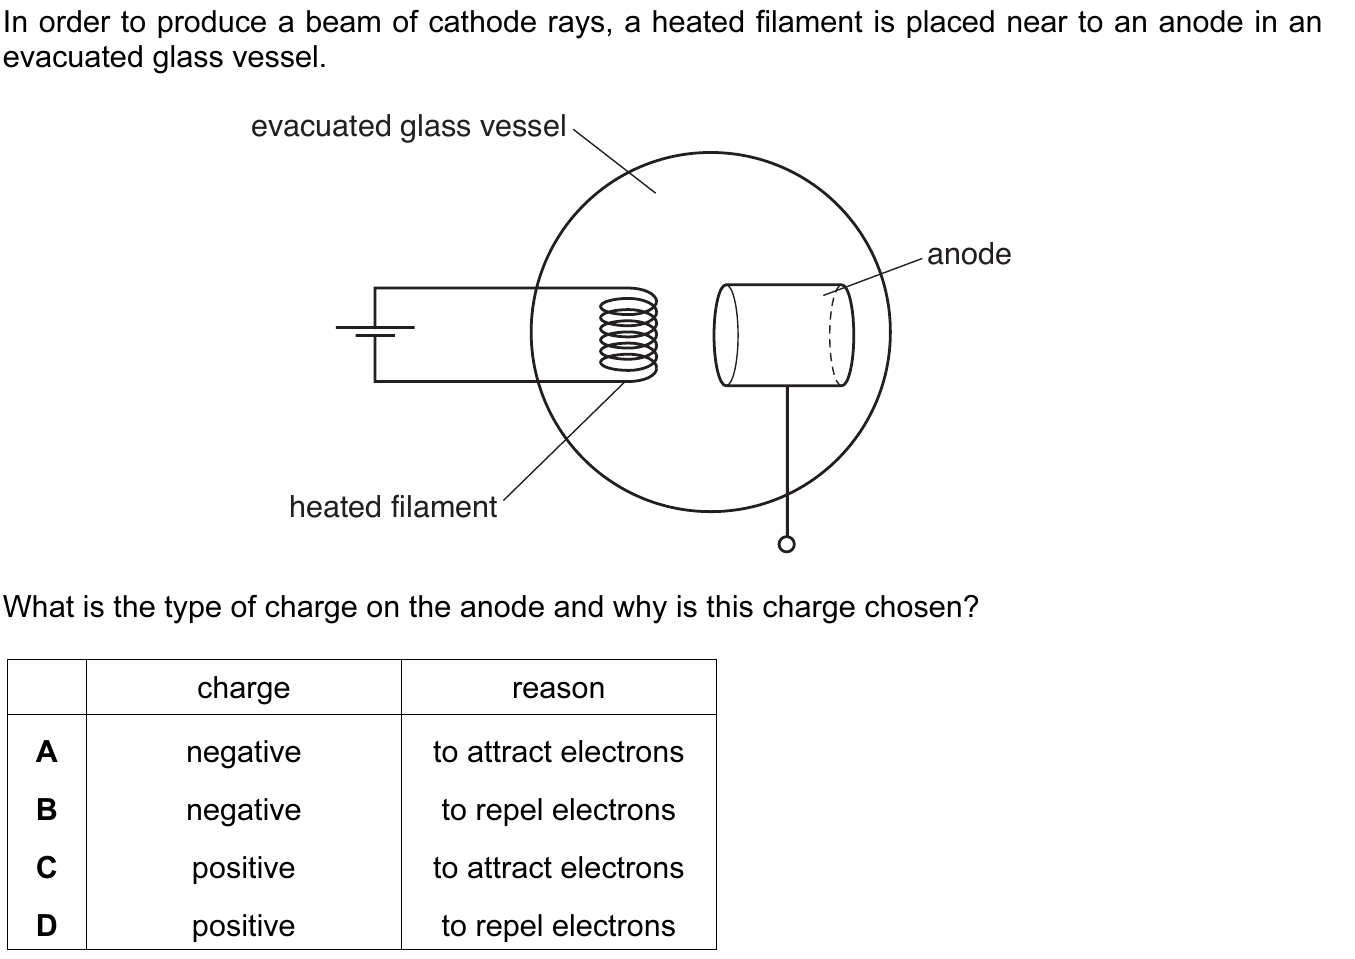 In order to produce a beam of cathode rays, a heated filament is placed near to an anode in an
evacuated glass vessel.
evacuated glass vessel
anode
heated filament
What is the type of charge on the anode and why is this charge chosen?
charge reason
A negative to attract electrons
B negative to repel electrons
C positive to attract electrons
D positive to repel electrons